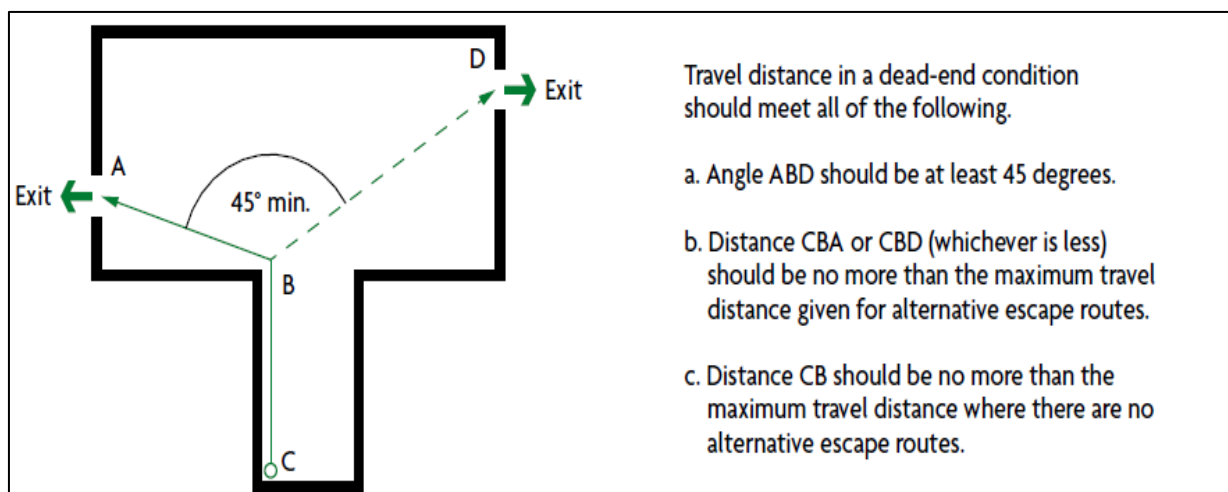 D
Exit
Travel distance in a dead-end condition
should meet all of the following.
A
Exit
45° min.
a. Angle ABD should be at least 45 degrees.
B
b. Distance CBA or CBD (whichever is less)
should be no more than the maximum travel
distance given for alternative escape routes.
c. Distance CB should be no more than the
maximum travel distance where there are no
alternative escape routes.
C